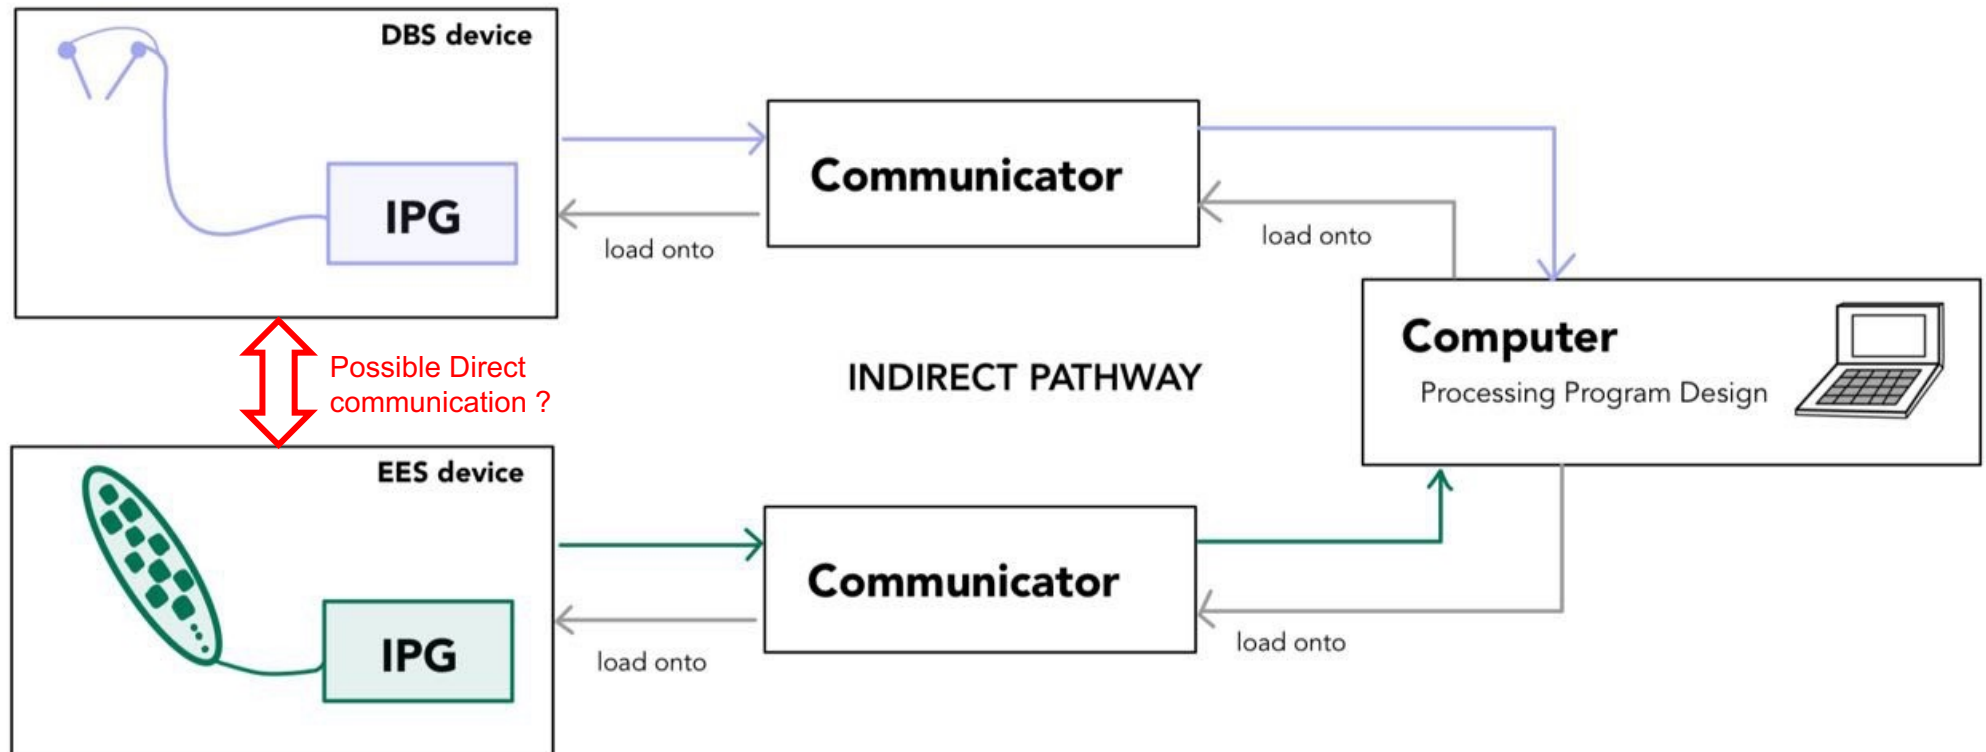 DBS device
IPG
Communicator
load onto
load onto
Possible Direct
communication ?
INDIRECT PATHWAY
Computer
Processing Program Design
EES device
IPG
Communicator
load onto
load onto